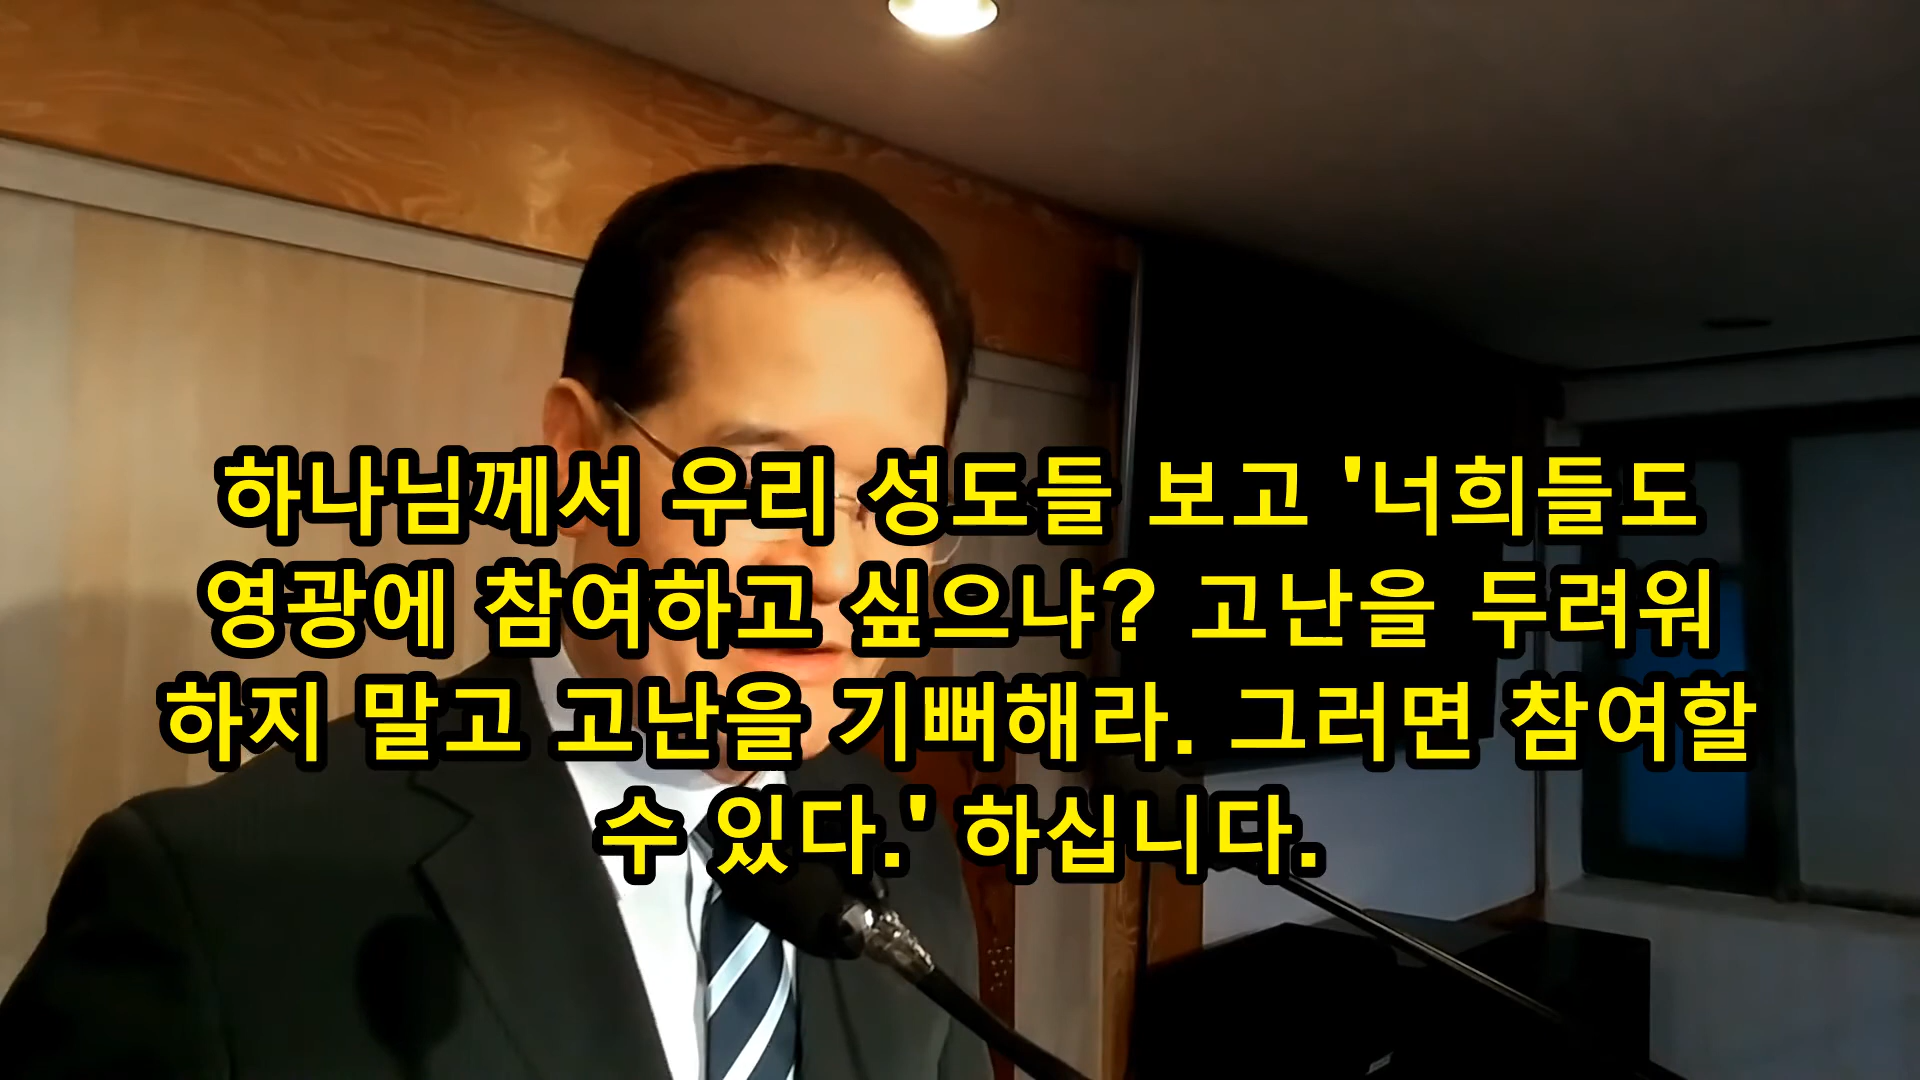 하나님께서 우리 성도들 보고 '너희들도
영광에 참여하고 싶으냐? 고난을 두려워
하지 말고 고난을 기뻐해라. 그러면 참여할
수 있다.' 하십니다.